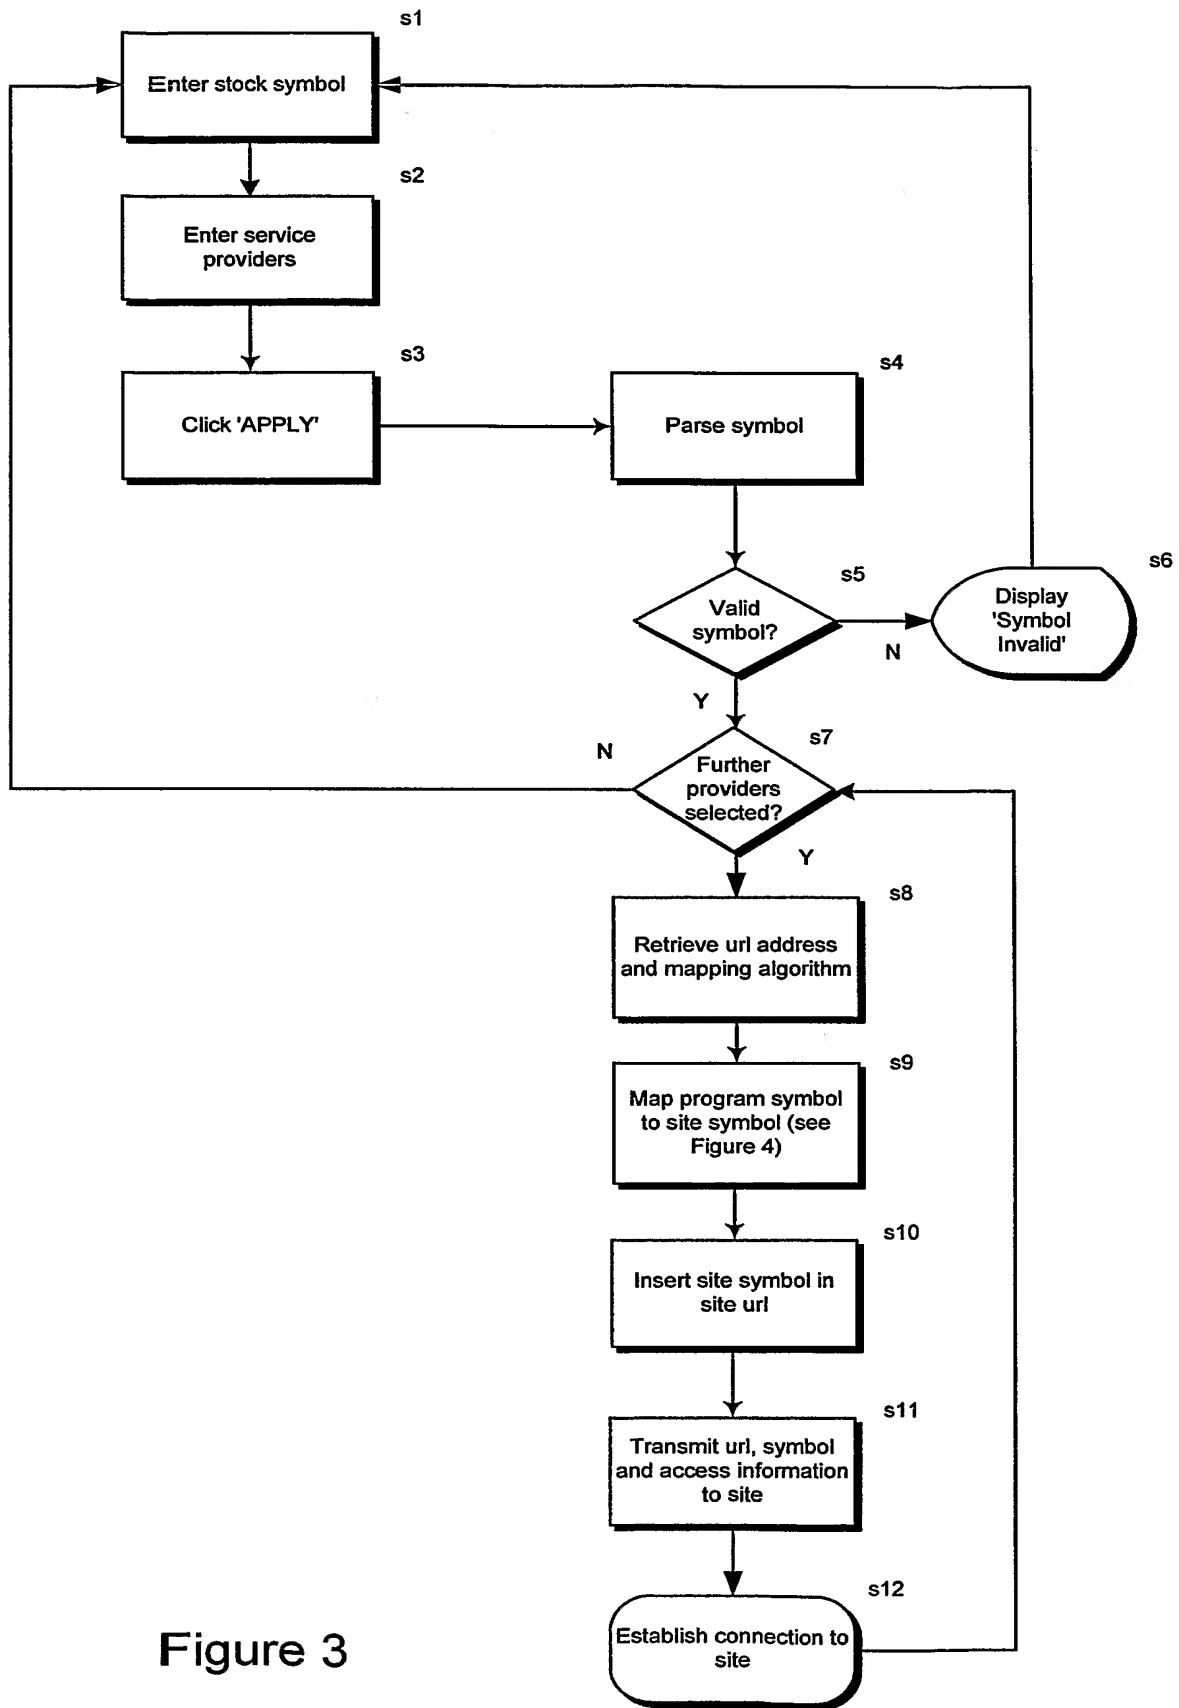 s1
Enter stock symbol
s2
Enter service
providers
s3
Click 'APPLY'
s4
Parse symbol
s5
Valid
symbol?
N
Y
s6
Display
'Symbol
Invalid'
s7
Further
providers
selected?
N
Y
s8
Retrieve url address
and mapping algorithm
s9
Map program symbol
to site symbol (see
Figure 4)
s10
Insert site symbol in
site url
s11
Transmit url, symbol
and access information
to site
s12
Establish connection to
site
Figure 3